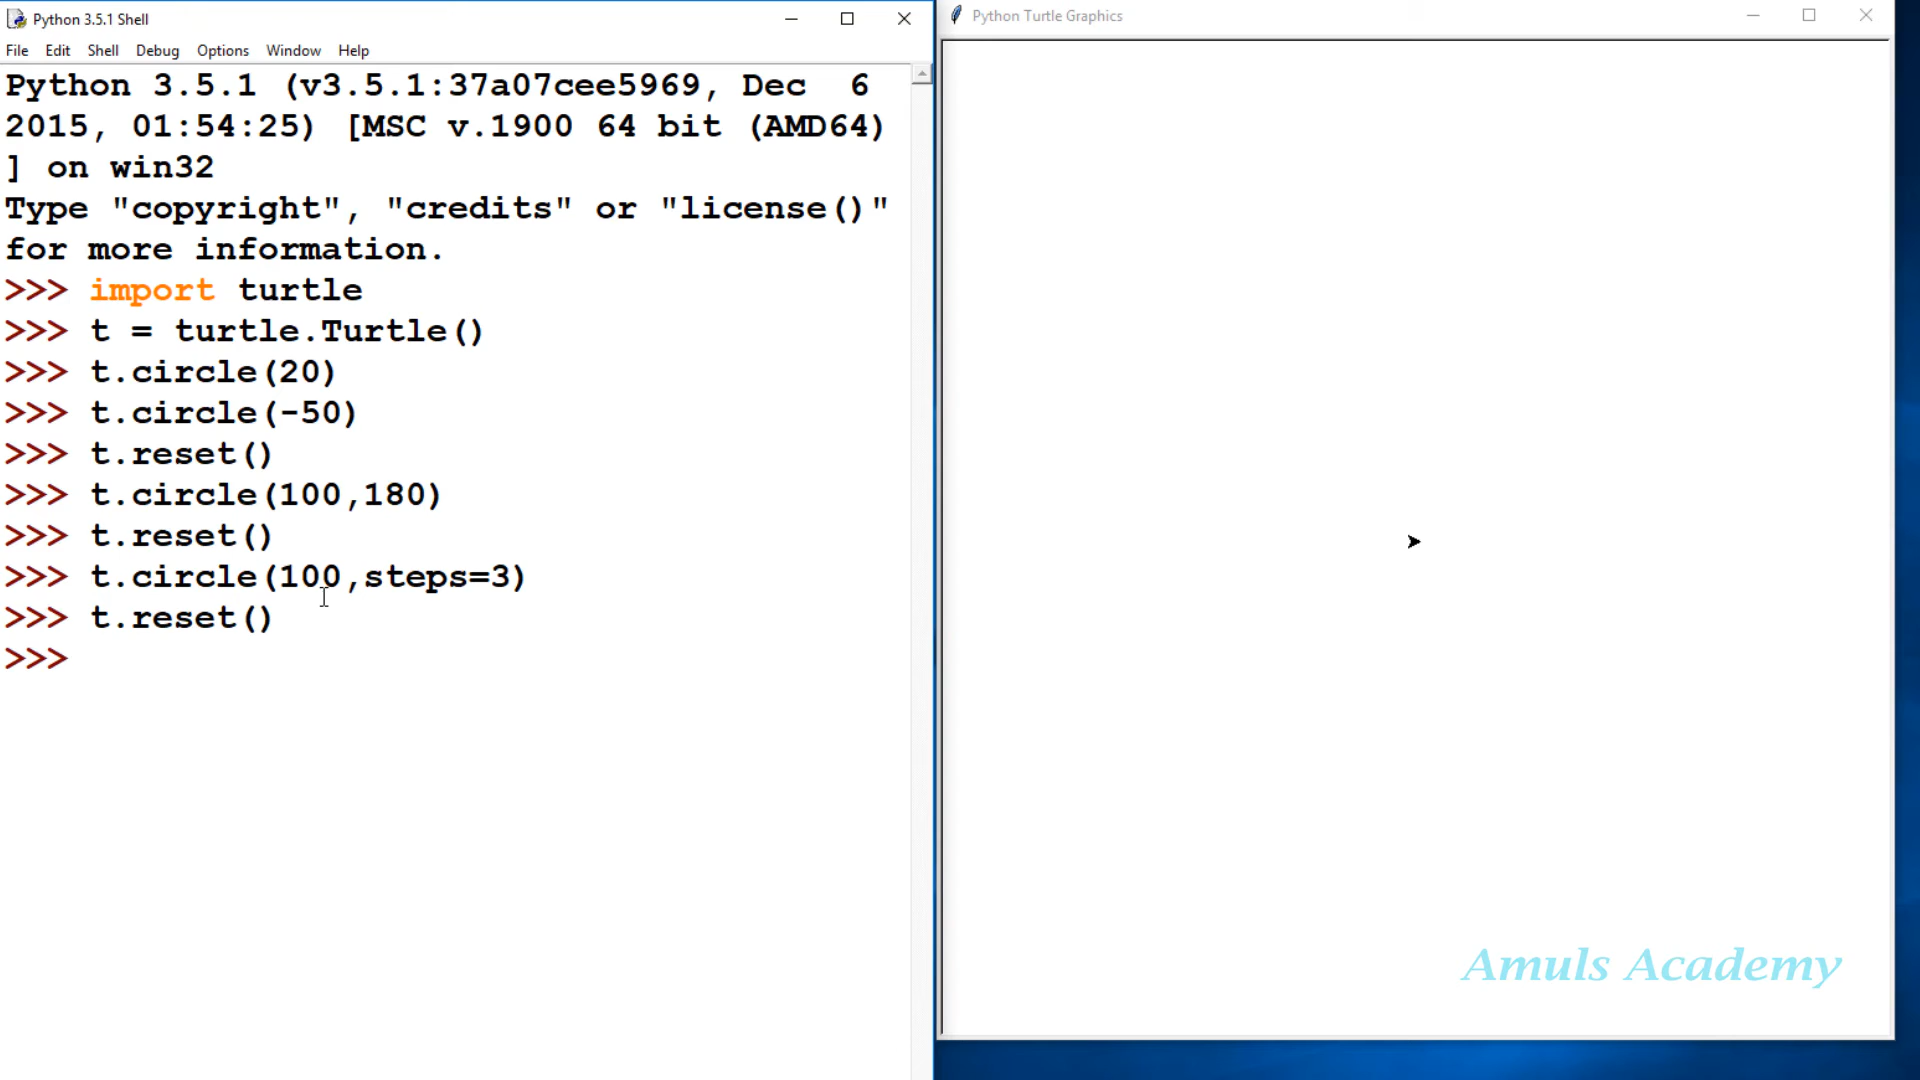 Python 3.5.1 Shell
File Edit Shell Debug Options Window Help
Python 3.5.1 (v3.5.1:37a07cee5969, Dec  6
2015, 01:54:25) [MSC v.1900 64 bit (AMD64)
] on win32
Type "copyright", "credits" or "license()"
for more information.
>>> import turtle
>>> t = turtle.Turtle()
>>> t.circle(20)
>>> t.circle(-50)
>>> t.reset()
>>> t.circle(100,180)
>>> t.reset()
>>> t.circle(100,steps=3)
>>> t.reset()
>>>
Python Turtle Graphics
Amuls Academy